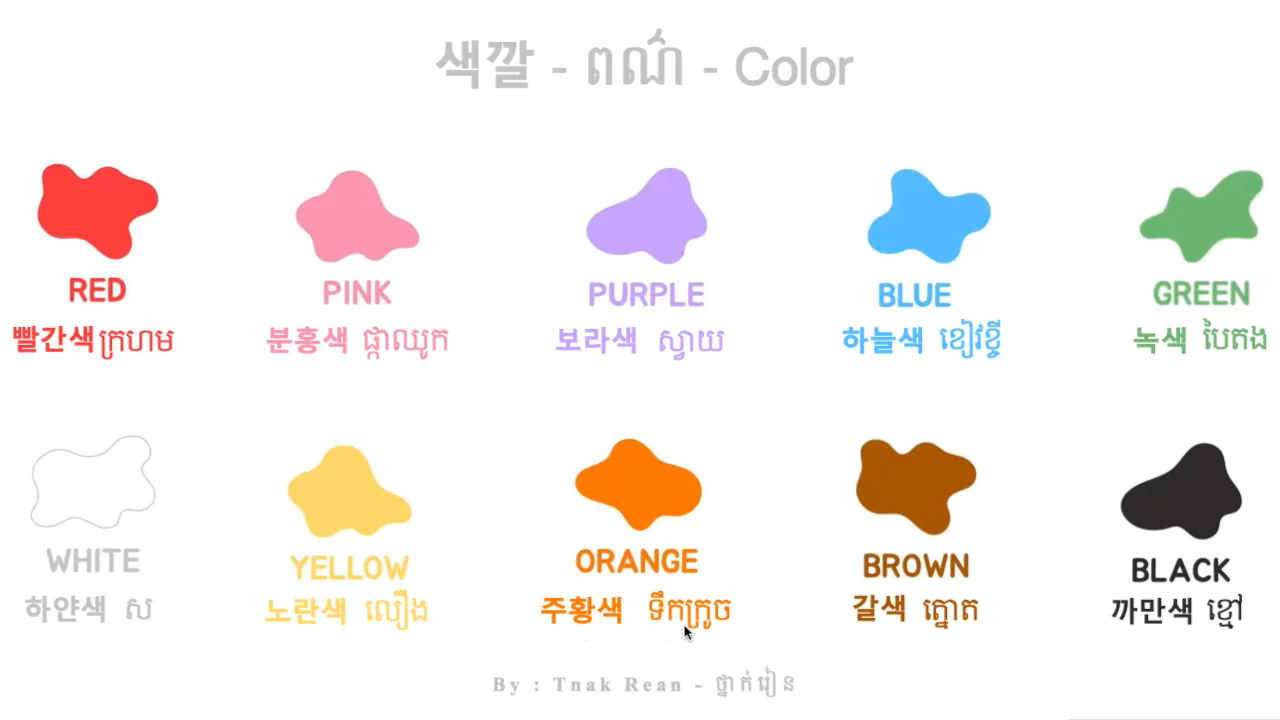 색깔 - ពណ៌ - Color
RED
빨간색 ក្រហម
PINK
분홍색 ផ្កាឈូក
PURPLE
보라색 ស្វាយ
BLUE
하늘색 ខៀវខ្ចី
GREEN
녹색 បៃតង
WHITE
하얀색 ស
YELLOW
노란색 លឿង
ORANGE
주황색 ទឹកក្រូច
BROWN
갈색 ត្នោត
BLACK
까만색 ខ្មៅ
By : Tnak Rean - ថ្នាក់រៀន